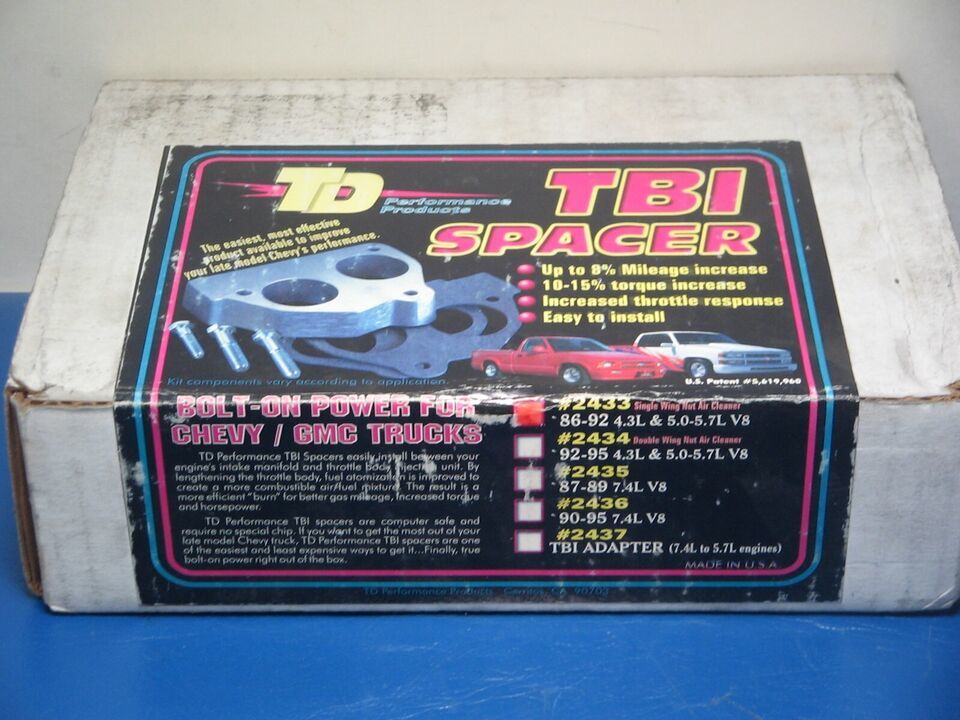 TD Performance
Products
The easiest, most effective
product available to improve
your late model Chevy's performance.
TBI
SPACER
Up to 8% Mileage increase
10-15% torque increase
Increased throttle response
Easy to install
Kit components vary according to application.
U.S. Patent #5,619,960
BOLT-ON POWER FOR
CHEVY / GMC TRUCKS
TD Performance TBI Spacers easily install between your
engine's intake manifold and throttle body injection unit. By
lengthening the throttle body, fuel atomization is improved to
create a more combustible air/fuel mixture. The result is a
more efficient "burn" for better gas mileage, increased torque
and horsepower.
TD Performance TBI spacers are computer safe and
require no special chip. If you want to get the most out of your
late model Chevy truck, TD Performance TBI spacers are one
of the easiest and least expensive ways to get it...Finally, true
bolt-on power right out of the box.
#2433 Single Wing Nut Air Cleaner
'86-92 4.3L & 5.0-5.7L V8
#2434 Double Wing Nut Air Cleaner
'92-95 4.3L & 5.0-5.7L V8
#2435
'87-89 7.4L V8
#2436
'90-95 7.4L V8
#2437
TBI ADAPTER (7.4L to 5.7L engines)
MADE IN U.S.A
TD Performance Products Cerritos, CA 90703